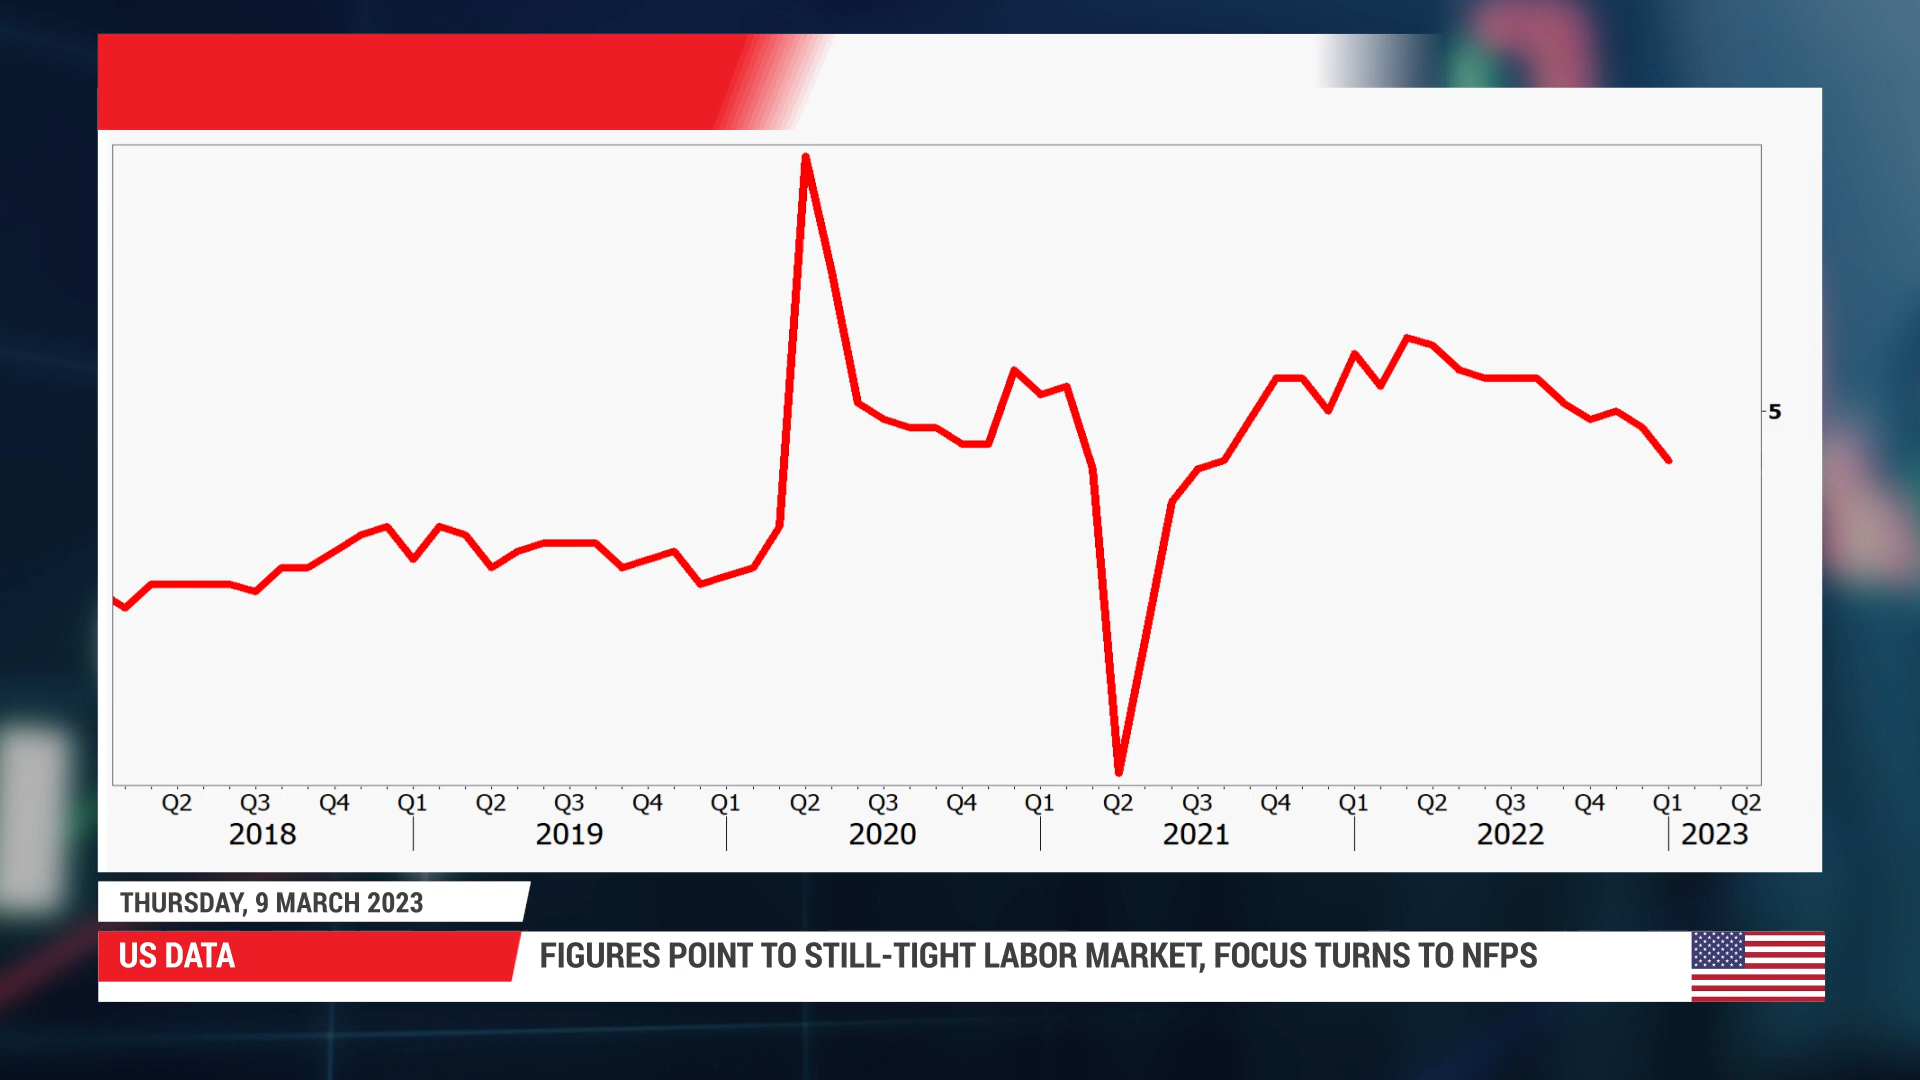 5
Q2 Q3 Q4 Q1 Q2 Q3 Q4 Q1 Q2 Q3 Q4 Q1 Q2 Q3 Q4 Q1 Q2 Q3 Q4 Q1 Q2
2018 2019 2020 2021 2022 2023
THURSDAY, 9 MARCH 2023
US DATA FIGURES POINT TO STILL-TIGHT LABOR MARKET, FOCUS TURNS TO NFPS